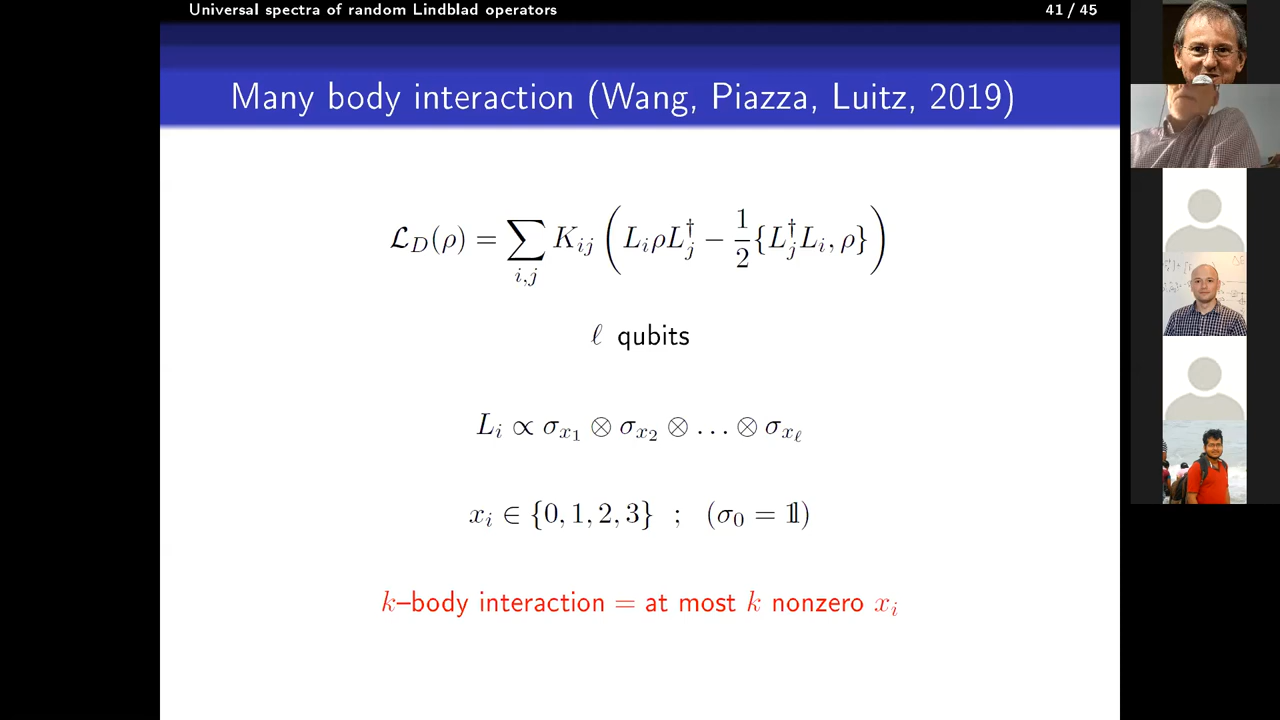 Universal spectra of random Lindblad operators
41 / 45
Many body interaction (Wang, Piazza, Luitz, 2019)
𝓛_D(ρ) = ∑_{i,j} K_{ij} ( L_i ρ L_j^† − \frac{1}{2} {L_j^† L_i, ρ} )
ℓ qubits
L_i ∝ σ_{x_1} ⊗ σ_{x_2} ⊗ … ⊗ σ_{x_ℓ}
x_i ∈ {0, 1, 2, 3} ; (σ_0 = 𝟙)
k–body interaction = at most k nonzero x_i